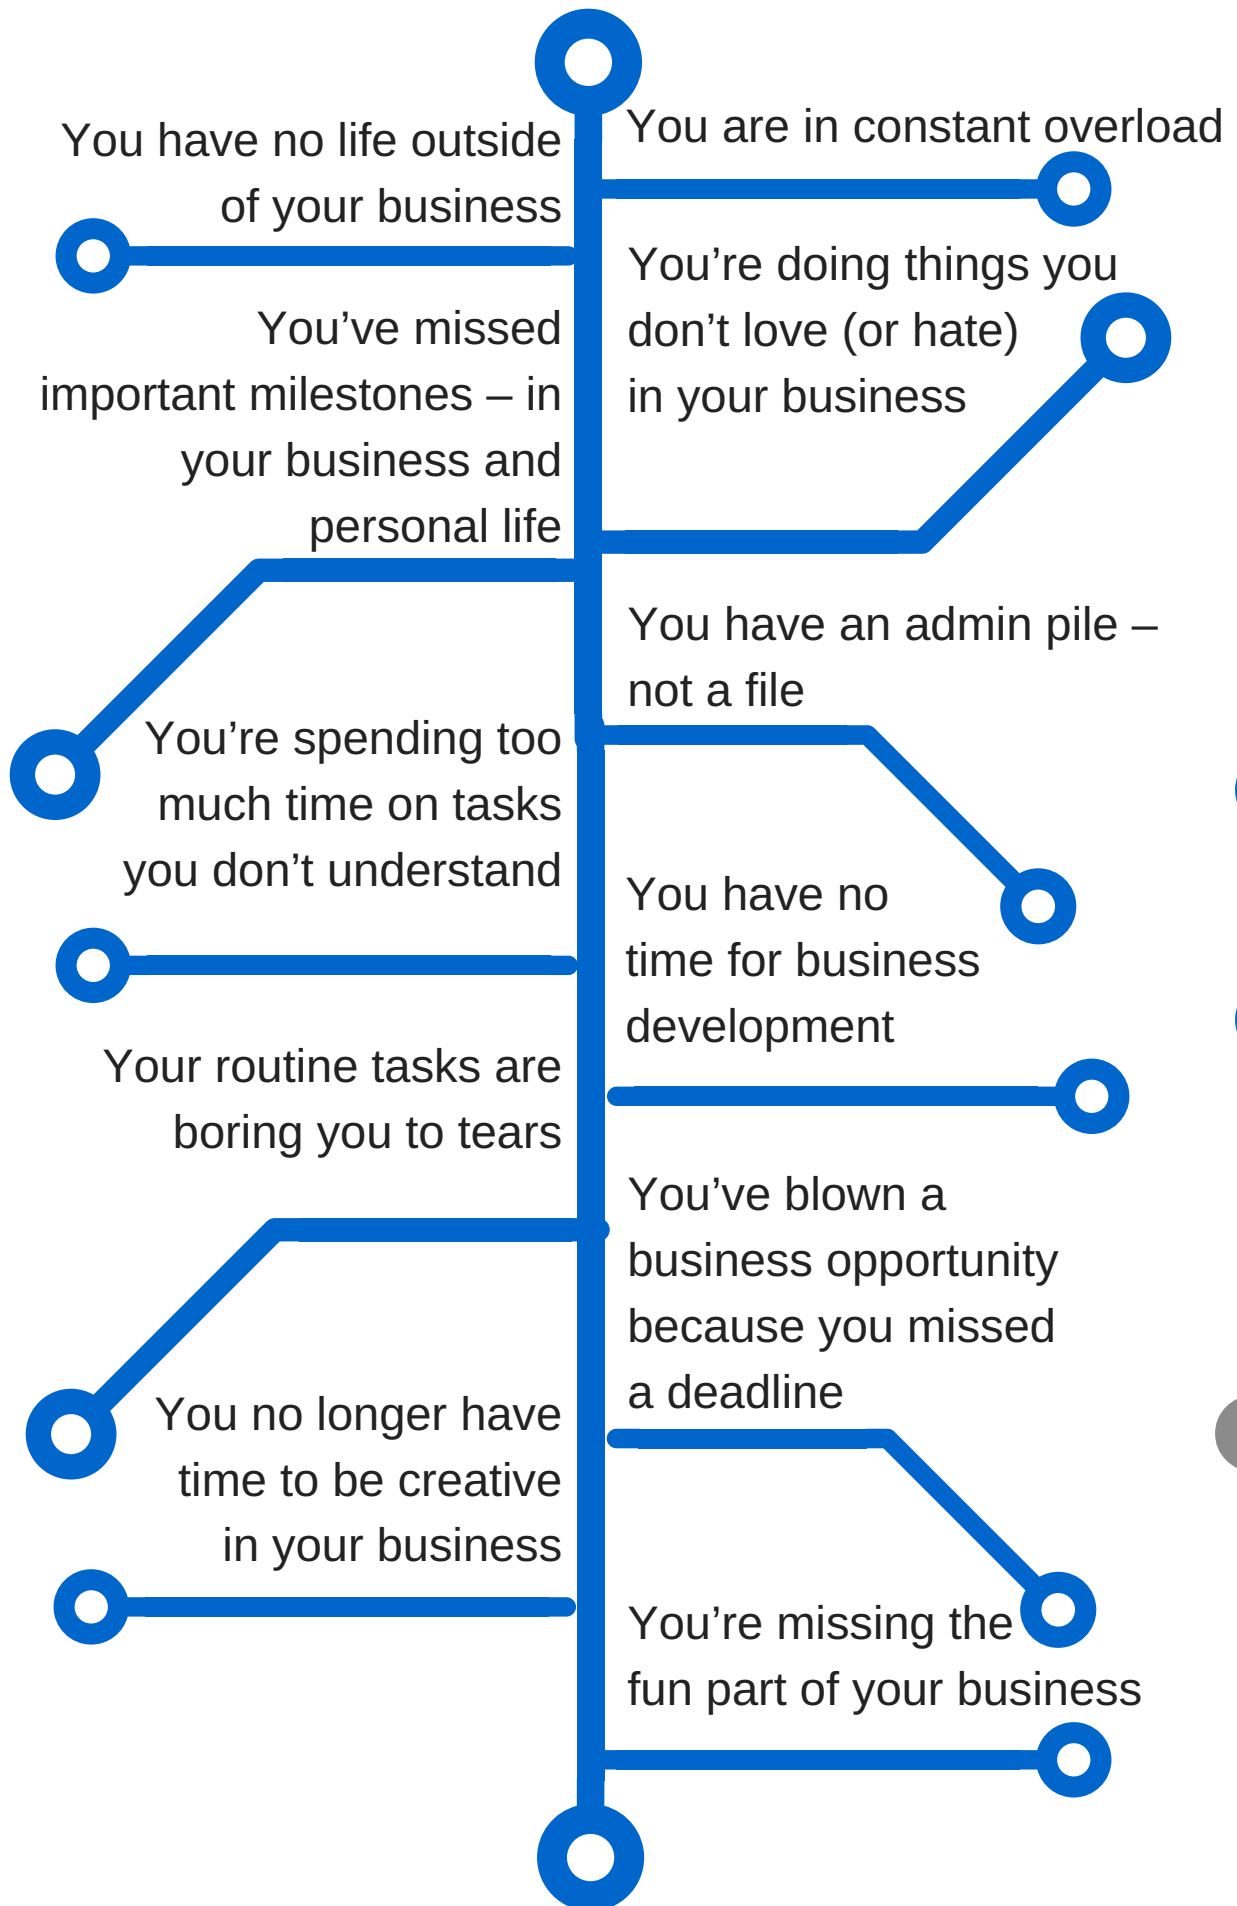 You have no life outside
of your business
You are in constant overload
You're doing things you
don't love (or hate)
in your business
You've missed
important milestones – in
your business and
personal life
You have an admin pile –
not a file
You're spending too
much time on tasks
you don't understand
You have no
time for business
development
Your routine tasks are
boring you to tears
You've blown a
business opportunity
because you missed
a deadline
You no longer have
time to be creative
in your business
You're missing the
fun part of your business